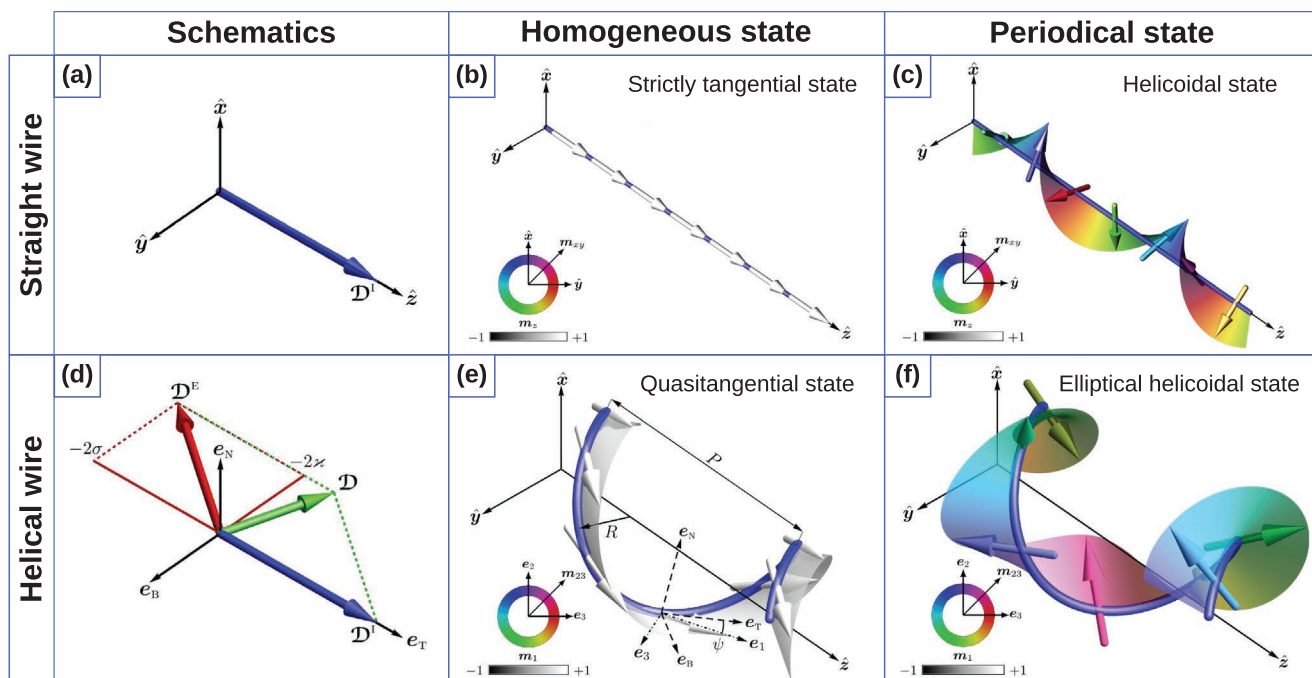 Schematics
Homogeneous state
Periodical state
Straight wire
(a)
x̂
ŷ
𝓓ᴵ
ẑ
(b)
Strictly tangential state
x̂
ŷ
x̂
m_xy
ŷ
m_z
−1
+1
ẑ
(c)
Helicoidal state
x̂
ŷ
x̂
m_xy
ŷ
m_z
−1
+1
ẑ
Helical wire
(d)
𝓓ᴱ
−2σ
e_N
−2ϰ
𝓓
e_B
𝓓ᴵ
e_T
(e)
Quasitangential state
x̂
P
ŷ
R
e_N
e_2
m_23
e_3
m_1
−1
+1
e_T
e_1
ψ
e_3
e_B
ẑ
(f)
Elliptical helicoidal state
x̂
ŷ
e_2
m_23
e_3
m_1
−1
+1
ẑ